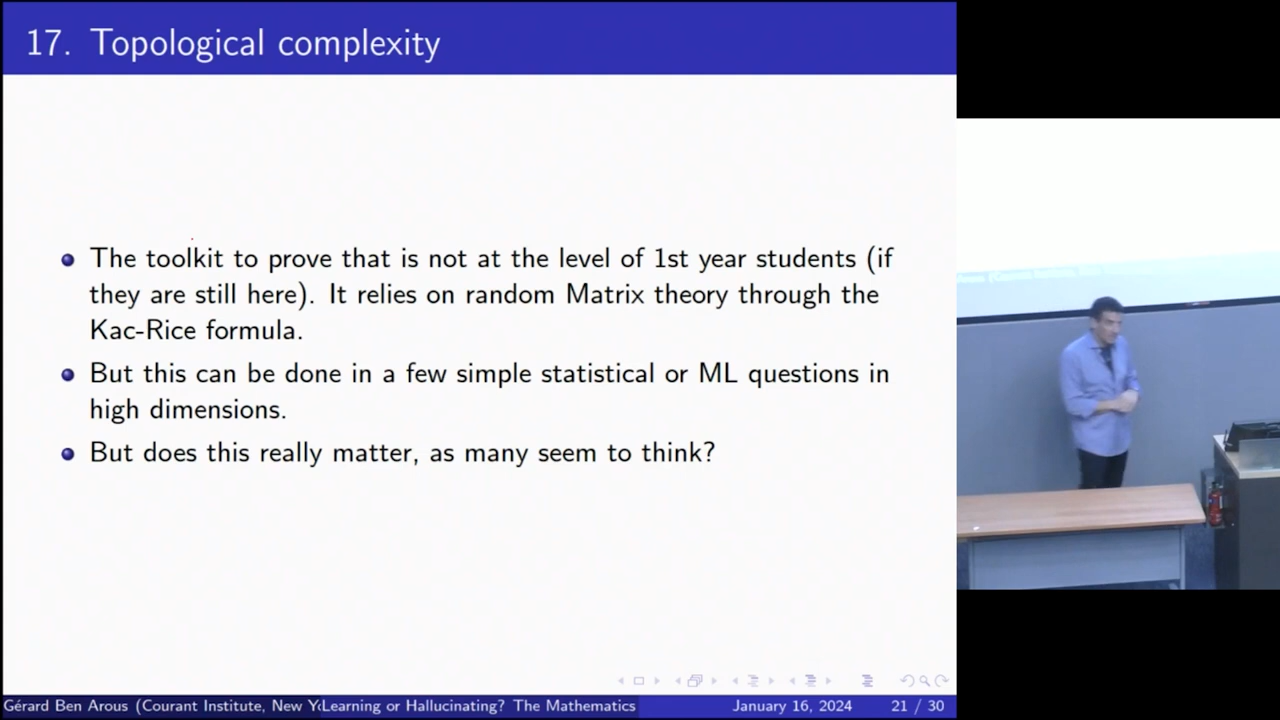 17. Topological complexity
The toolkit to prove that is not at the level of 1st year students (if
they are still here). It relies on random Matrix theory through the
Kac-Rice formula.
But this can be done in a few simple statistical or ML questions in
high dimensions.
But does this really matter, as many seem to think?
Gérard Ben Arous (Courant Institute, New Y Learning or Hallucinating? The Mathematics January 16, 2024 21 / 30